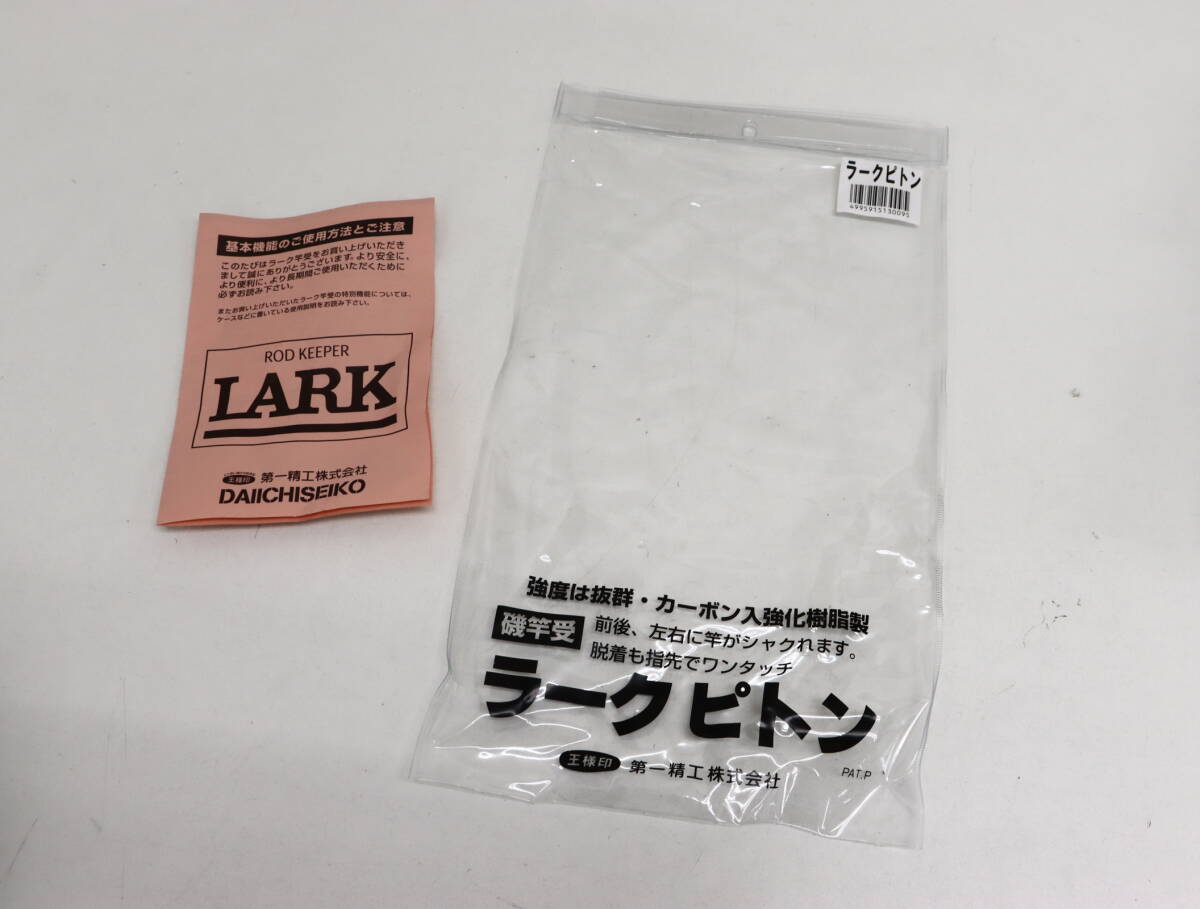 基本機能のご使用方法とご注意
このたびはラーク竿受をお買い上げいただき
まして誠にありがとうございます。より安全に、
より便利に、より長期間ご使用いただくために
必ずお読み下さい。
またお買い上げいただいたラーク竿受の特別機能については、
ケースなどに書いている使用説明をお読み下さい。
ROD KEEPER
LARK
王様印 第一精工株式会社
DAIICHISEIKO
ラークピトン
4995915130095
強度は抜群・カーボン入強化樹脂製
磯竿受 前後、左右に竿がシャクれます。
脱着も指先でワンタッチ
ラークピトン
王様印 第一精工株式会社 PAT.P